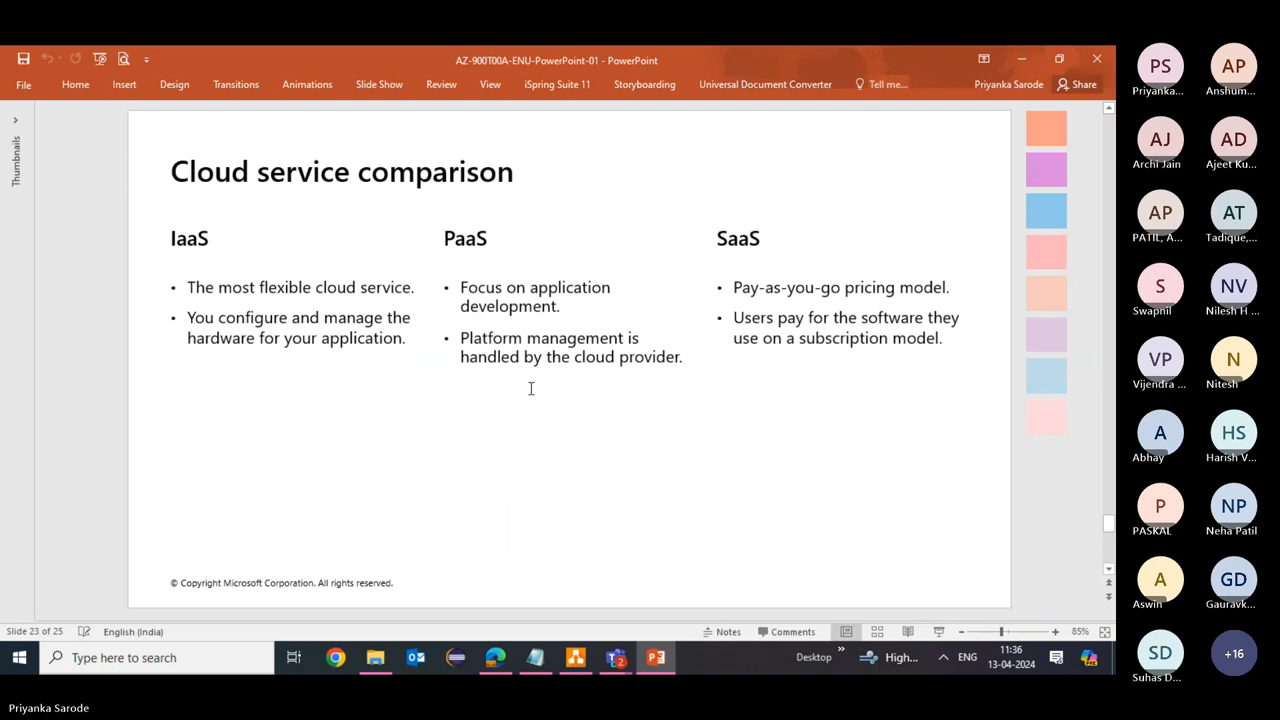 AZ-900T00A-ENU-PowerPoint-01 - PowerPoint
File Home Insert Design Transitions Animations Slide Show Review View iSpring Suite 11 Storyboarding Universal Document Converter Tell me... Priyanka Sarode Share
Thumbnails
Cloud service comparison
IaaS
• The most flexible cloud service.
• You configure and manage the
hardware for your application.
PaaS
• Focus on application
development.
• Platform management is
handled by the cloud provider.
SaaS
• Pay-as-you-go pricing model.
• Users pay for the software they
use on a subscription model.
© Copyright Microsoft Corporation. All rights reserved.
Slide 23 of 25 English (India) Notes Comments 85%
Type here to search
2
Desktop
»
High...
ENG
11:36
13-04-2024
PS AP
Priyanka... Anshum...
AJ AD
Archi Jain Ajeet Ku...
AP AT
PATIL, A... Tadique,...
S NV
Swapnil Nilesh H ...
VP N
Vijendra ... Nitesh
A HS
Abhay Harish V...
P NP
PASKAL Neha Patil
A GD
Aswin Gauravk...
SD +16
Suhas D...
Priyanka Sarode